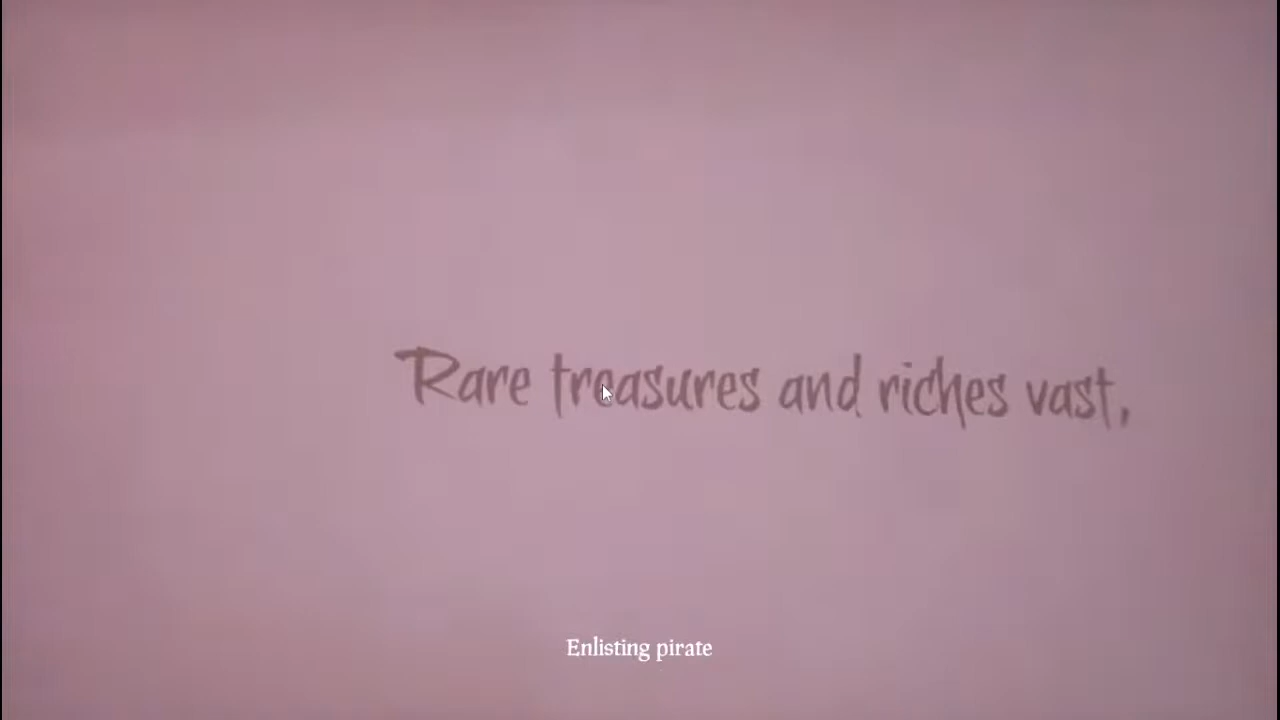 Rare treasures and riches vast,
Enlisting pirate